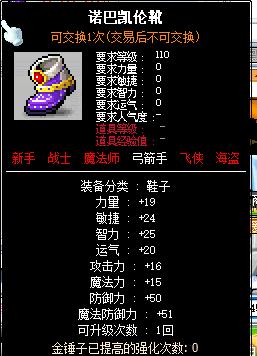 诺巴凯伦靴
可交换1次(交易后不可交换)
要求等级： 110
要求力量： 0
要求敏捷： 0
要求智力： 0
要求运气： 0
要求人气度： -
道具等级： -
道具经验值： -
新手 战士 魔法师 弓箭手 飞侠 海盗
装备分类 : 鞋子
力量 : +19
敏捷 : +24
智力 : +25
运气 : +20
攻击力 : +16
魔法力 : +15
防御力 : +50
魔法防御力 : +51
可升级次数 : 1回
金锤子已提高的强化次数: 0